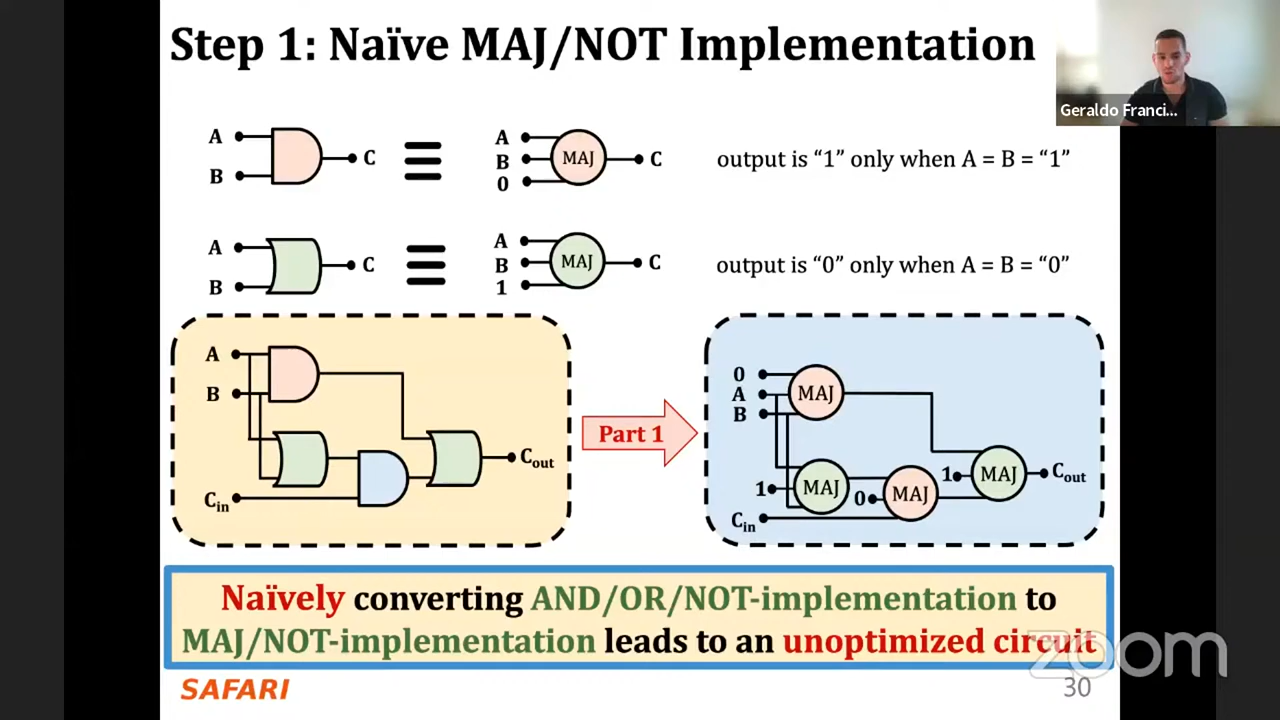 Step 1: Naïve MAJ/NOT Implementation
Geraldo Franci...
A
B
C
A
B
0
MAJ
C
output is “1” only when A = B = “1”
A
B
C
A
B
1
MAJ
C
output is “0” only when A = B = “0”
A
B
Cin
Cout
Part 1
0
A
B
MAJ
1
MAJ
0
MAJ
1
MAJ
Cin
Cout
Naïvely converting AND/OR/NOT-implementation to
MAJ/NOT-implementation leads to an unoptimized circuit
zoom
SAFARI
30